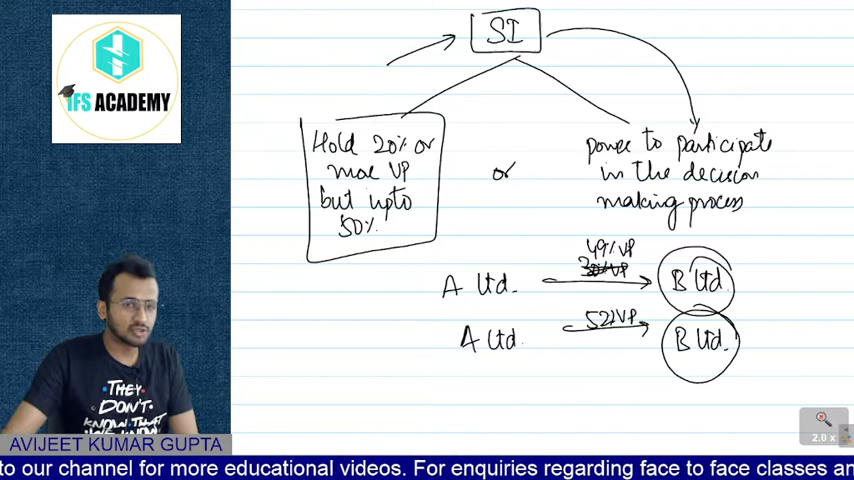 SI
IFS ACADEMY
Hold 20% or
more VP
but upto
50%.
or
power to participate
in the decision
making process
49% VP
A Ltd.
B Ltd.
52% VP
A Ltd.
B Ltd.
THEY
DON'T
KNOW THAT
2.0 x
AVIJEET KUMAR GUPTA
to our channel for more educational videos. For enquiries regarding face to face classes an